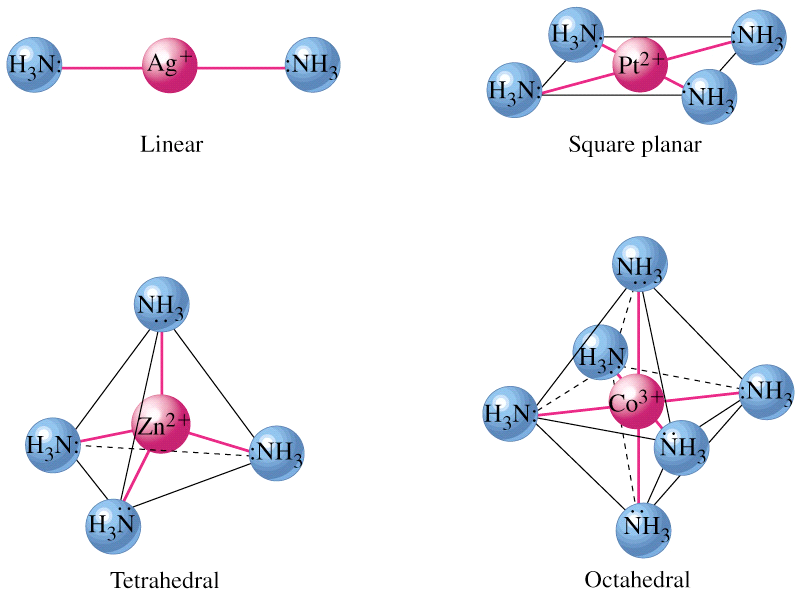 H₃N: Ag⁺ :NH₃
Linear
H₃N: :NH₃
Pt²⁺
H₃N: :NH₃
Square planar
NH₃
Zn²⁺
H₃N: :NH₃
H₃N
Tetrahedral
NH₃
H₃N
Co³⁺ :NH₃
H₃N:
NH₃
NH₃
Octahedral